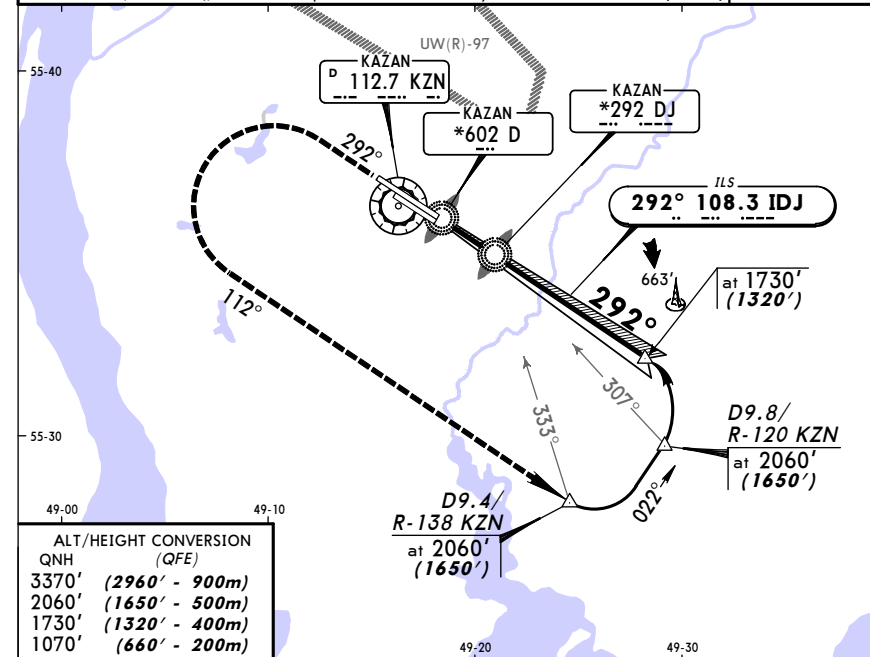 UW(R)-97
55-40
KAZAN
D 112.7 KZN
KAZAN
*602 D
KAZAN
*292 DJ
ILS
292° 108.3 IDJ
292°
663'
at 1730'
(1320')
292°
112°
333°
307°
022°
D9.8/
R-120 KZN
at 2060'
(1650')
55-30
D9.4/
R-138 KZN
at 2060'
(1650')
49-00
49-10
49-20
49-30
ALT/HEIGHT CONVERSION
QNH (QFE)
3370' (2960' - 900m)
2060' (1650' - 500m)
1730' (1320' - 400m)
1070' (660' - 200m)